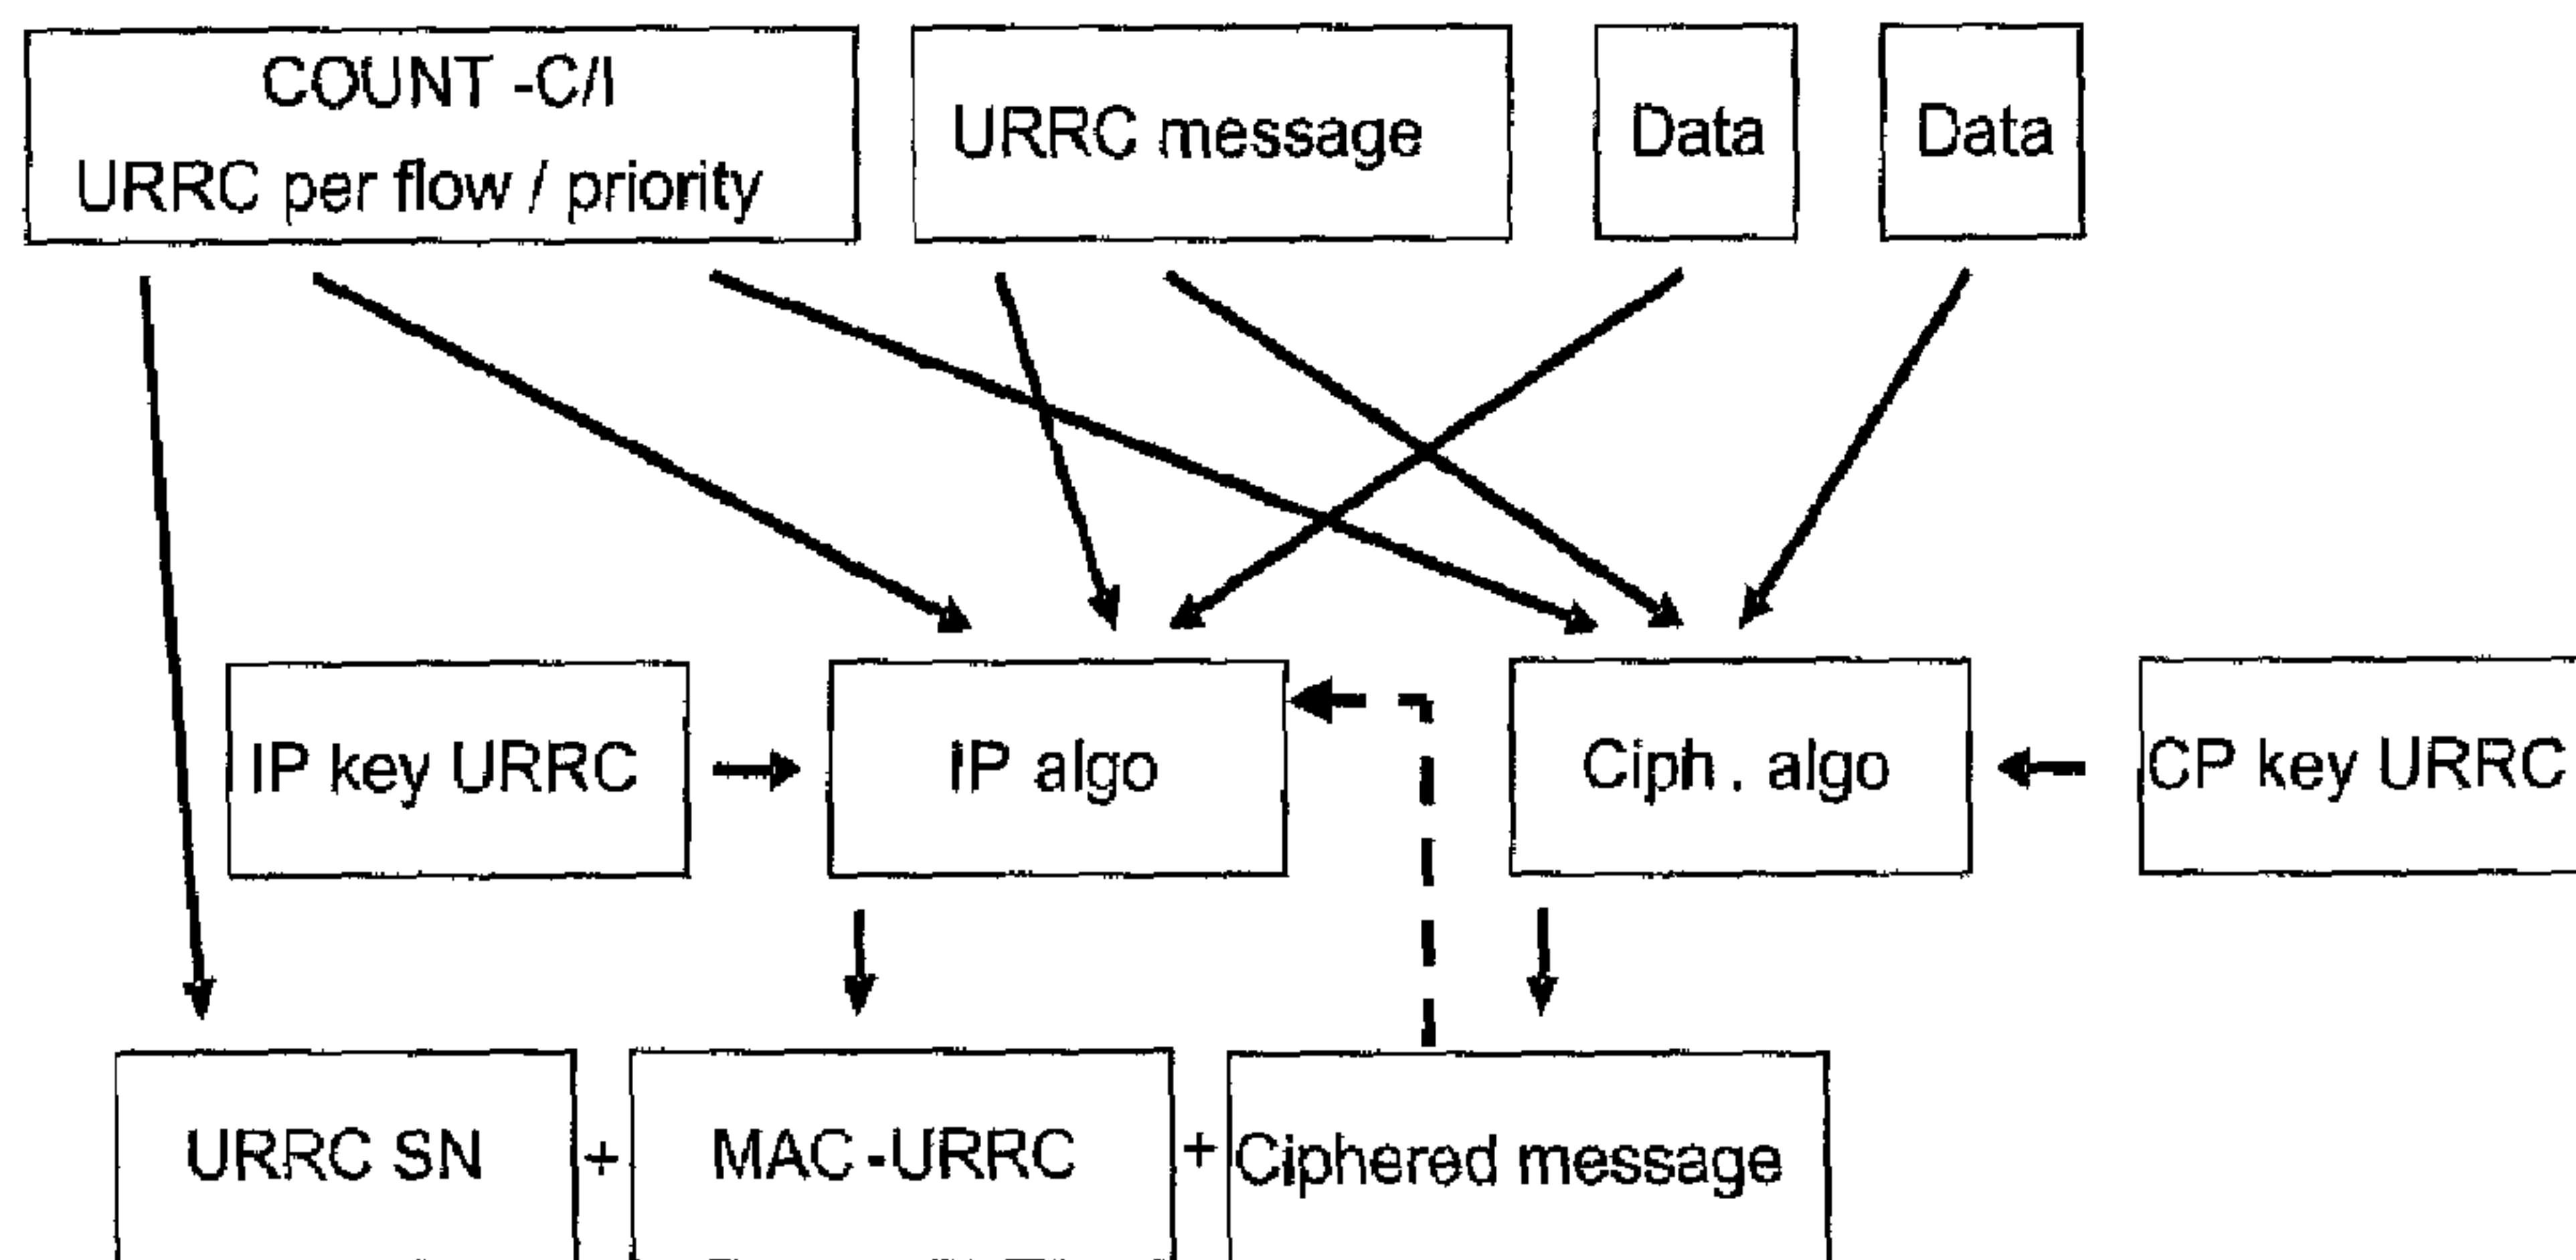 COUNT -C/I
URRC per flow / priority
URRC message
Data
Data
IP key URRC
IP algo
Ciph. algo
CP key URRC
URRC SN
+
MAC-URRC
+
Ciphered message